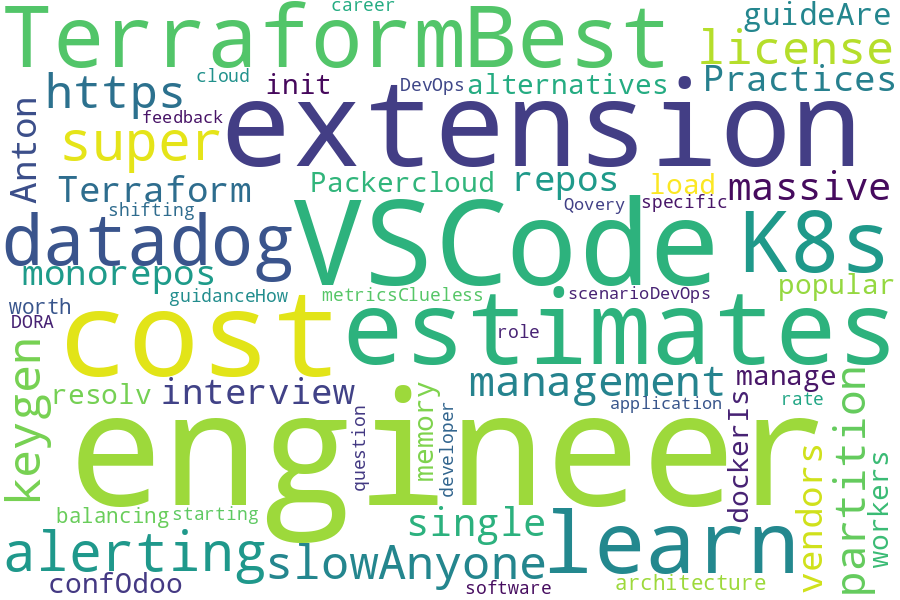 career
TerraformBest
guideAre
license
cloud
https
init
DevOps
alternatives
Practices
feedback
extension
Anton
super
Terraform
Packercloud
repos
load
massive
shifting
Qovery
specific
datadog
VSCode
K8s
monorepos
popular
worth
guidanceHow
metricsClueless
scenarioDevOps
DORA
cost
estimates
role
keygen
resolv
interview
management
manage
application
rate
engineer
question
memory
developer
dockerIs
vendors
partition
workers
balancing
starting
single
alerting
slowAnyone
learn
confOdoo
software
architecture